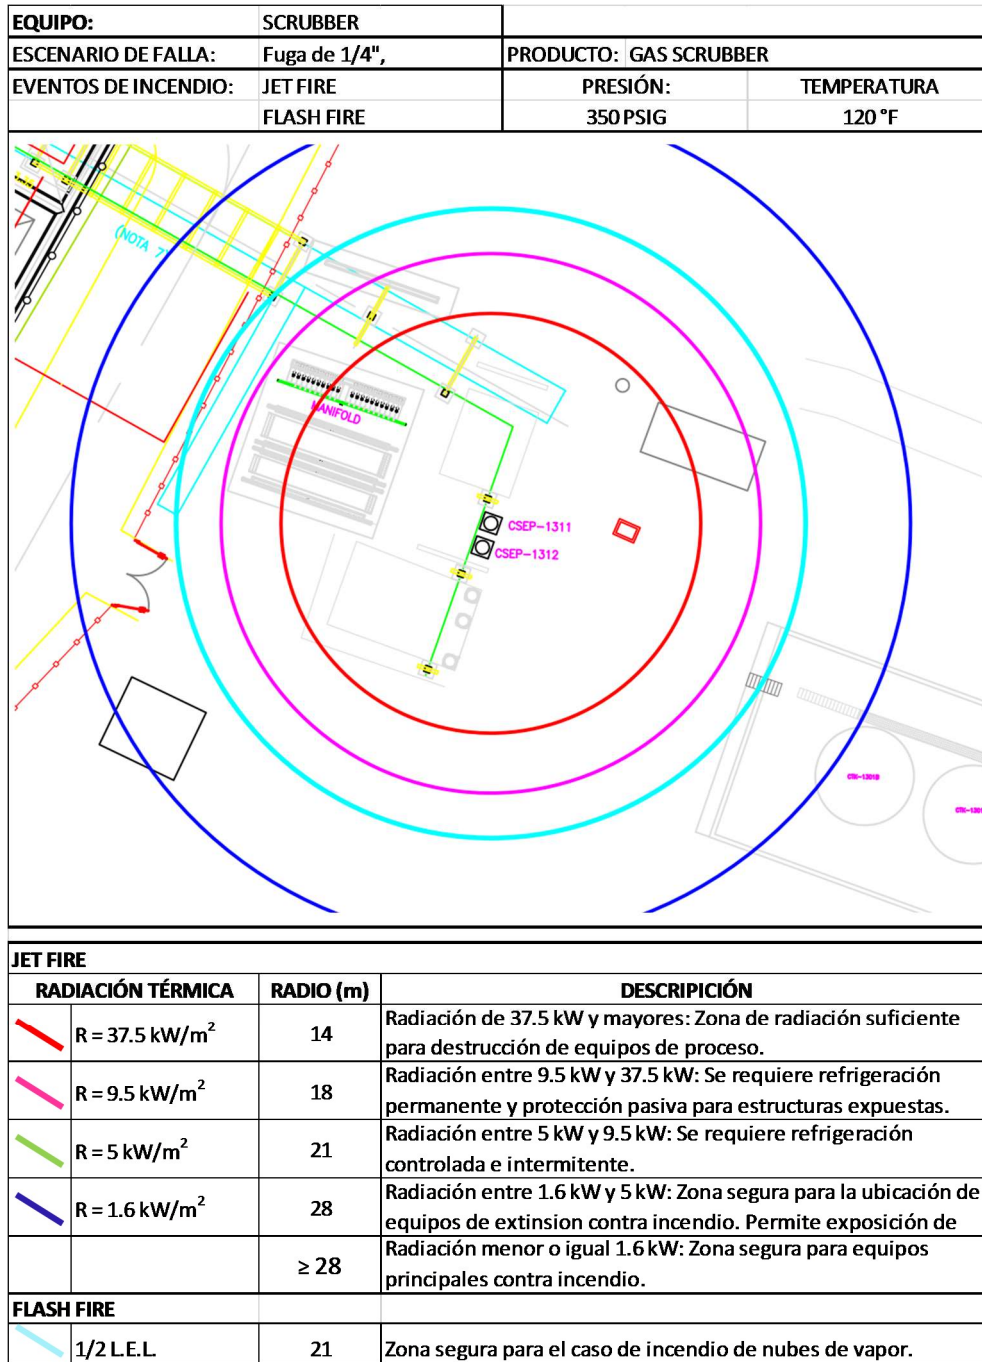 EQUIPO: SCRUBBER
ESCENARIO DE FALLA: Fuga de 1/4", PRODUCTO: GAS SCRUBBER
EVENTOS DE INCENDIO: JET FIRE PRESIÓN: TEMPERATURA
FLASH FIRE 350 PSIG 120 °F
(NOTA 7)
MANIFOLD
CSEP-1311
CSEP-1312
JET FIRE
RADIACIÓN TÉRMICA RADIO (m) DESCRIPICIÓN
R = 37.5 kW/m² 14 Radiación de 37.5 kW y mayores: Zona de radiación suficiente
para destrucción de equipos de proceso.
R = 9.5 kW/m² 18 Radiación entre 9.5 kW y 37.5 kW: Se requiere refrigeración
permanente y protección pasiva para estructuras expuestas.
R = 5 kW/m² 21 Radiación entre 5 kW y 9.5 kW: Se requiere refrigeración
controlada e intermitente.
R = 1.6 kW/m² 28 Radiación entre 1.6 kW y 5 kW: Zona segura para la ubicación de
equipos de extinsion contra incendio. Permite exposición de
≥ 28 Radiación menor o igual 1.6 kW: Zona segura para equipos
principales contra incendio.
FLASH FIRE
1/2 L.E.L. 21 Zona segura para el caso de incendio de nubes de vapor.